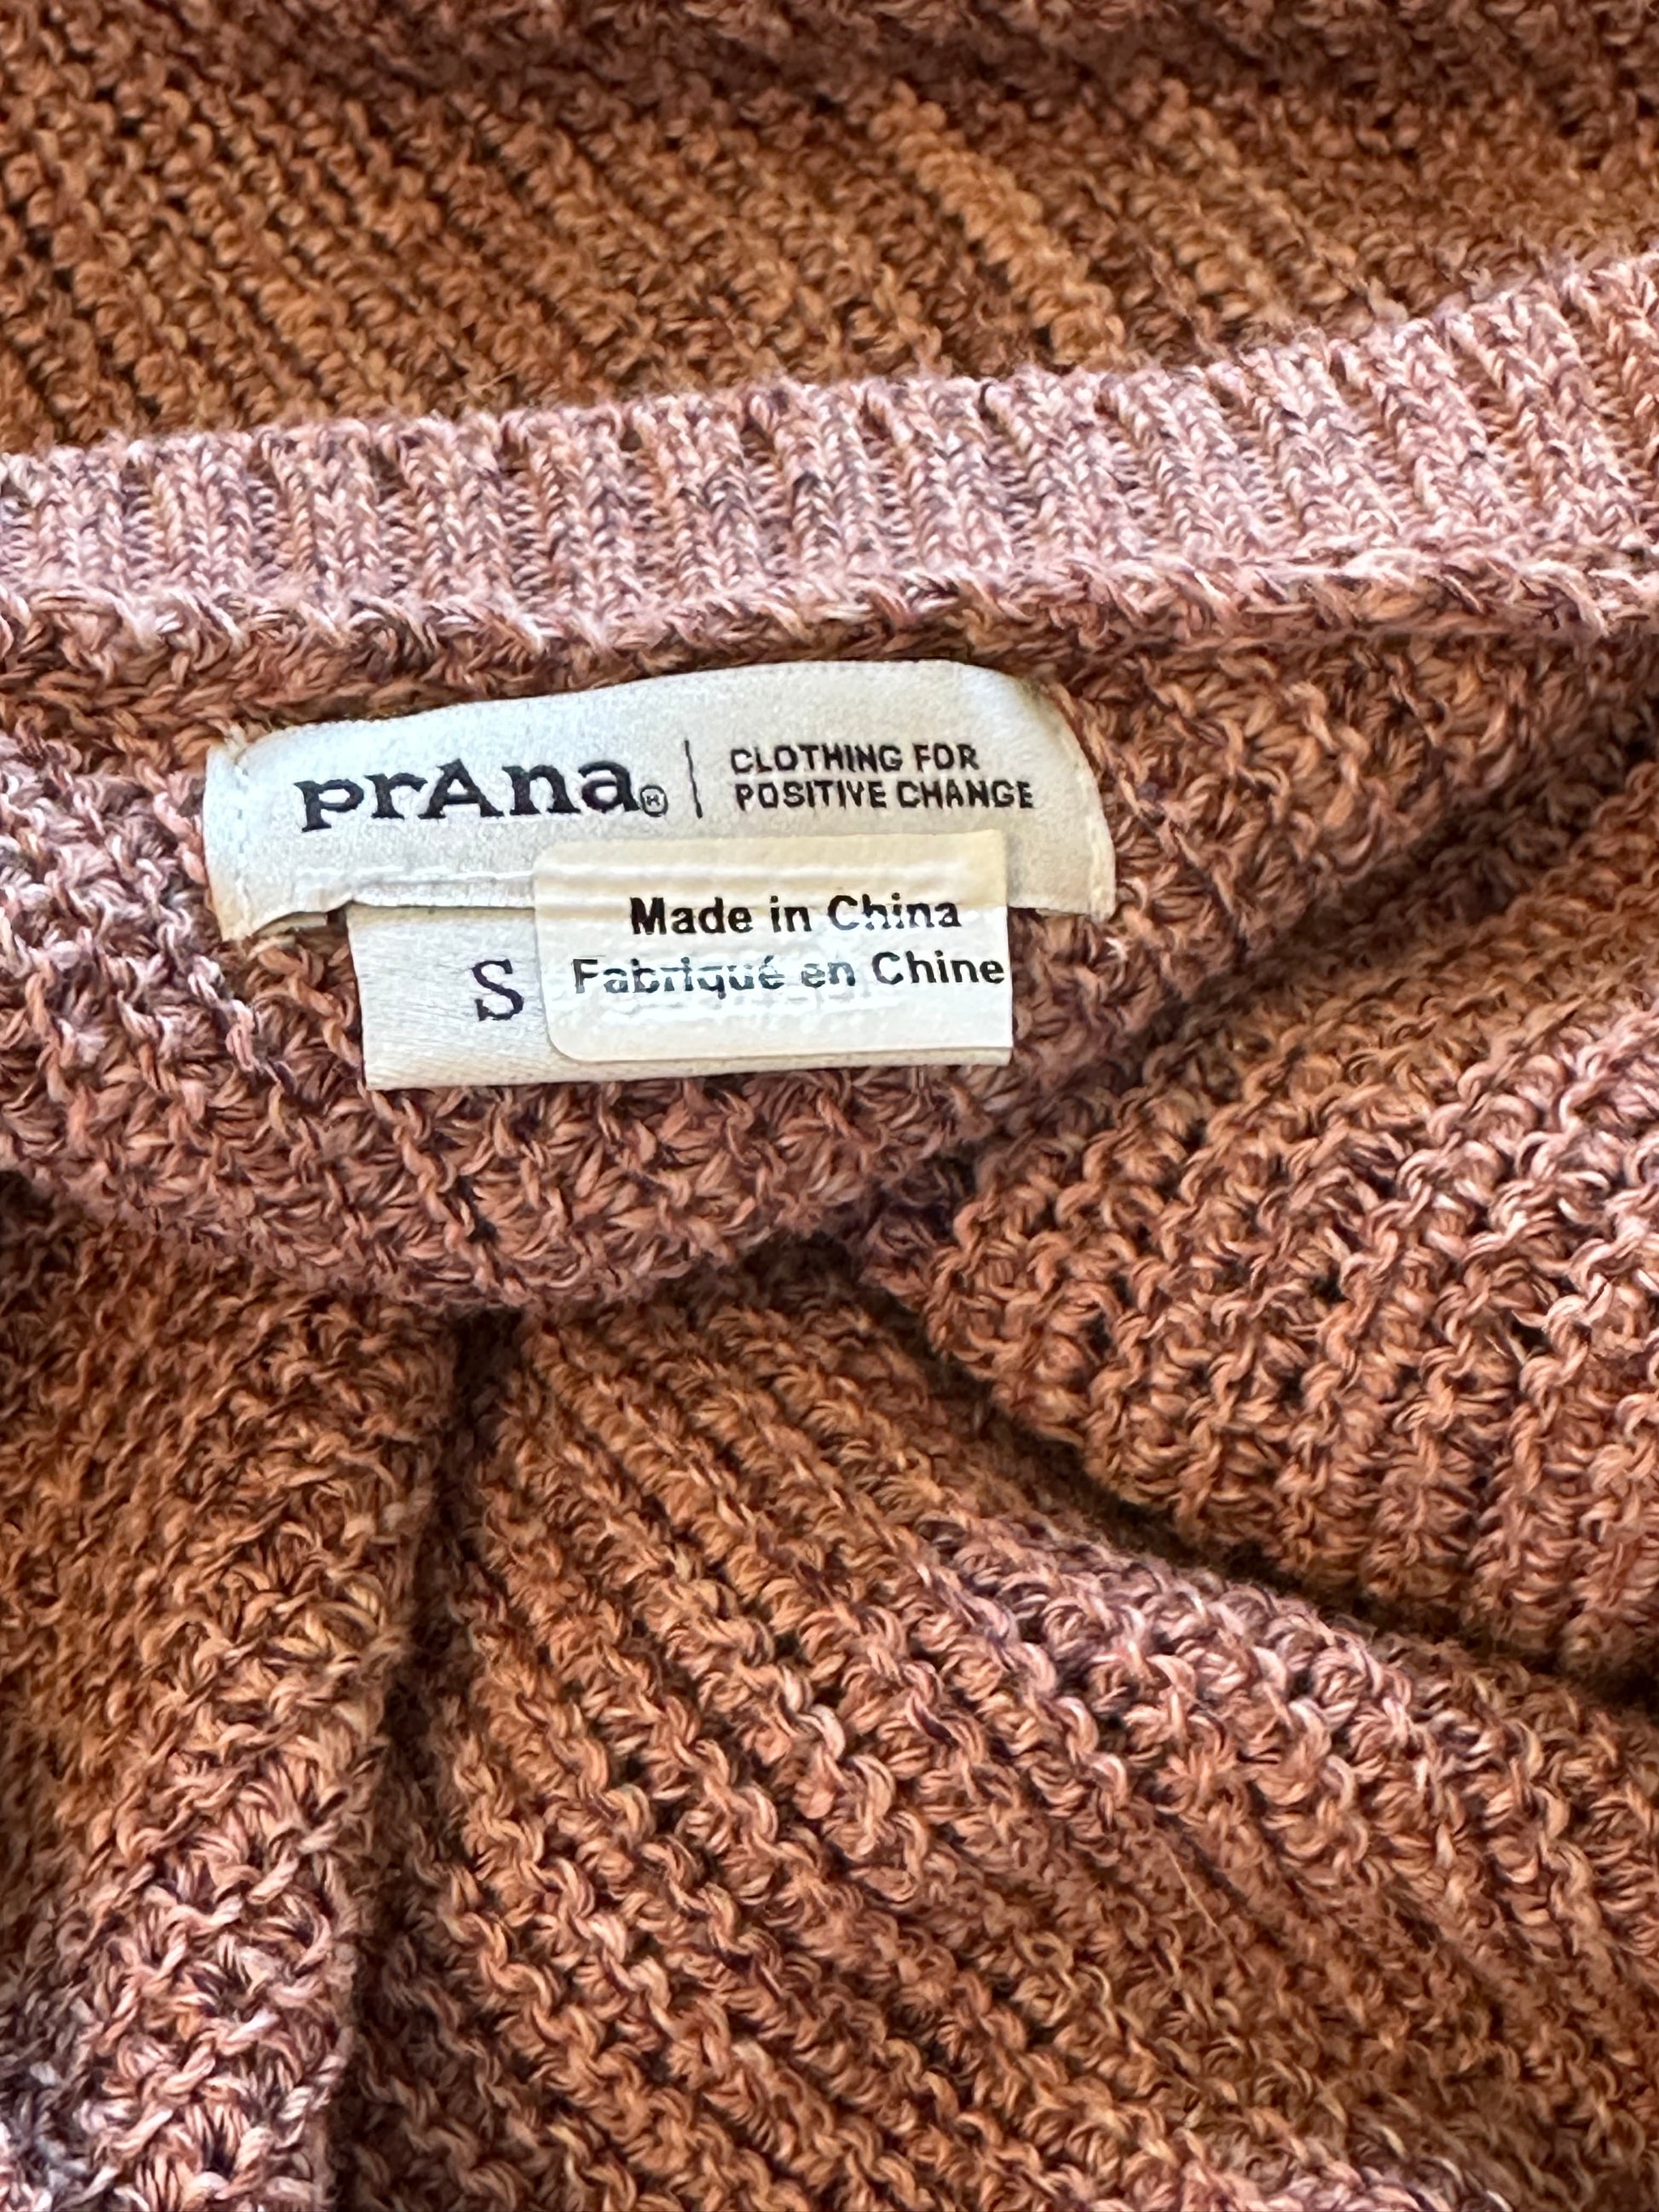 prAna® | CLOTHING FOR
POSITIVE CHANGE
Made in China
S Fabriqué en Chine